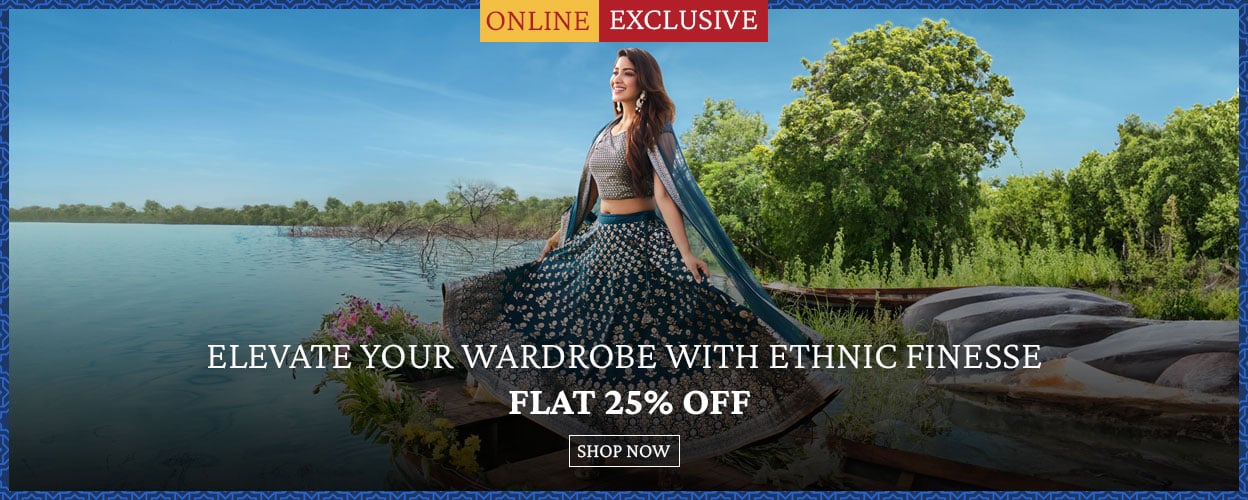 ONLINE EXCLUSIVE
ELEVATE YOUR WARDROBE WITH ETHNIC FINESSE
FLAT 25% OFF
SHOP NOW